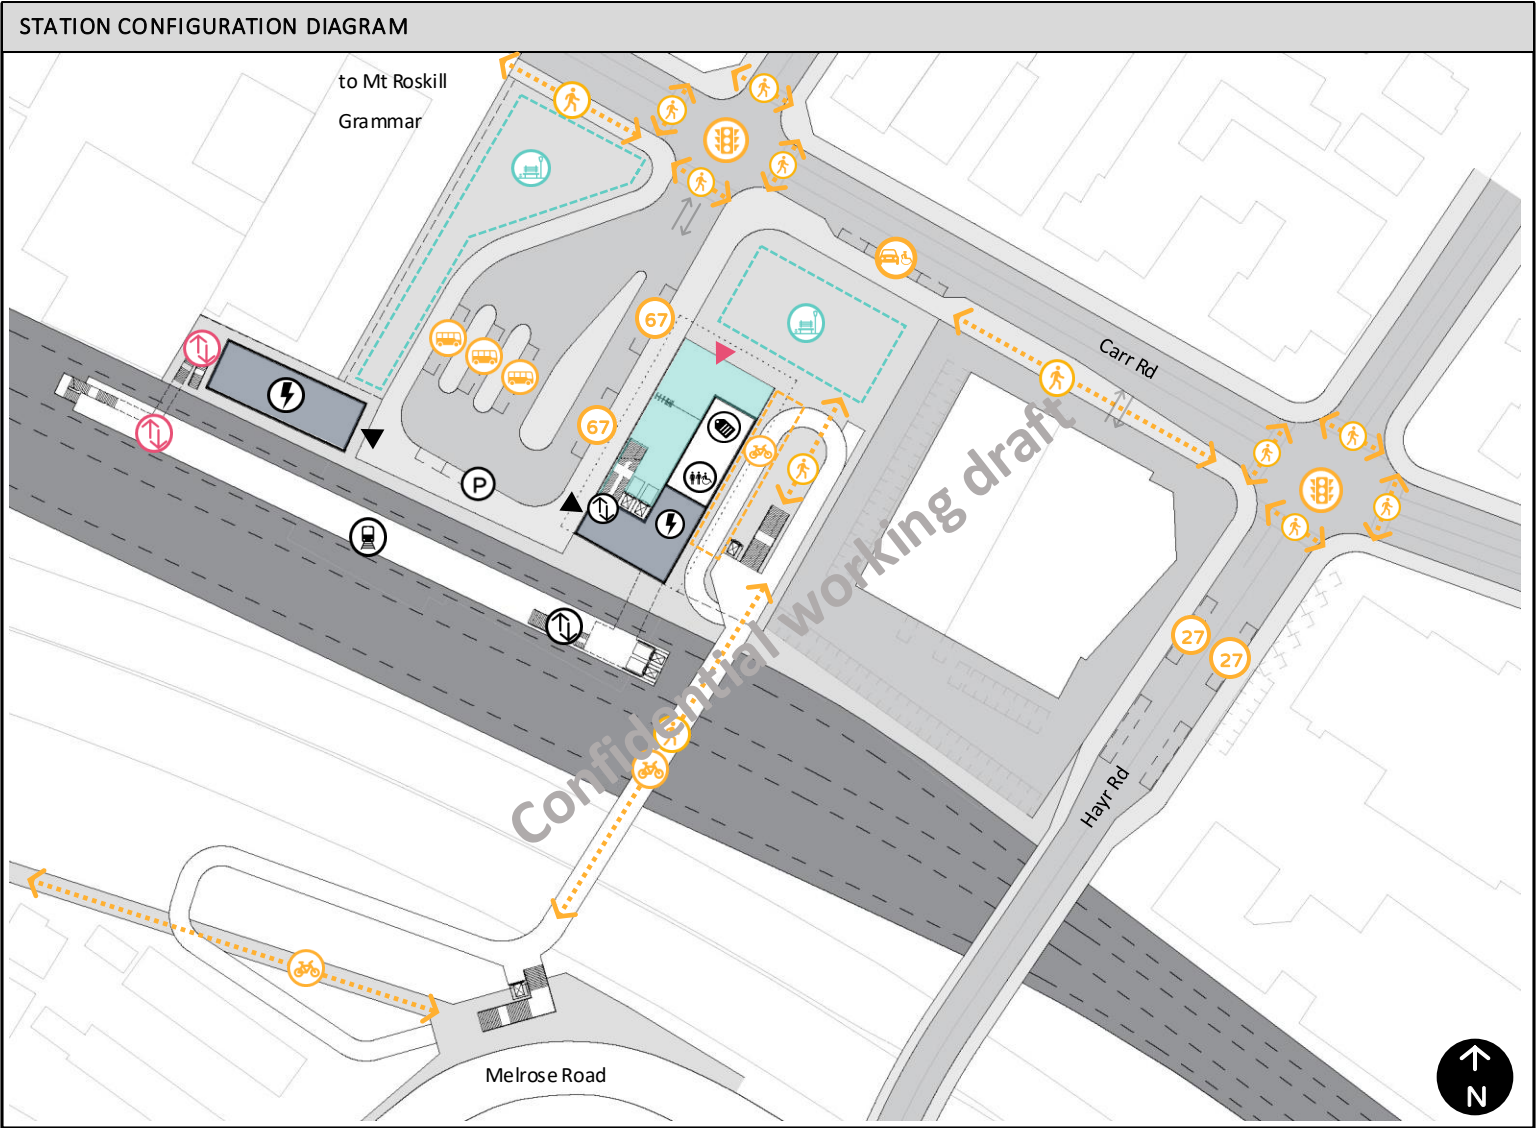 STATION CONFIGURATION DIAGRAM
to Mt Roskill
Grammar
67
67
Carr Rd
P
27
27
Hayr Rd
Confidential working draft
Melrose Road
N